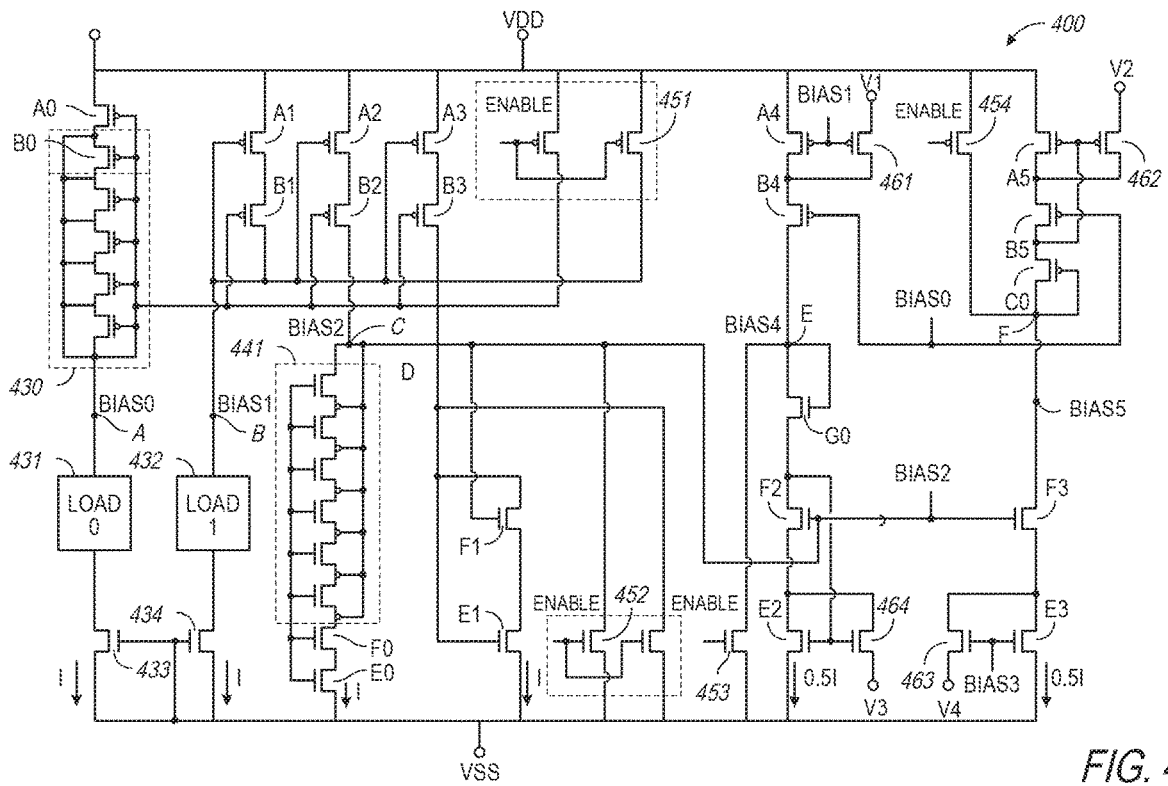 VDD
400
V1
V2
A0
B0
A1
A2
A3
ENABLE
451
A4
BIAS1
ENABLE
454
461
A5
462
B1
B2
B3
B4
B5
C0
BIAS2
C
BIAS4
E
BIAS0
F
430
441
D
BIAS0
A
BIAS1
B
G0
BIAS5
431
432
LOAD
0
LOAD
1
F1
F2
BIAS2
F3
434
433
ENABLE
452
ENABLE
E1
F0
E0
453
E2
464
463
E3
BIAS3
I
I
I
I
0.5I
V3
V4
0.5I
VSS
FIG. 4